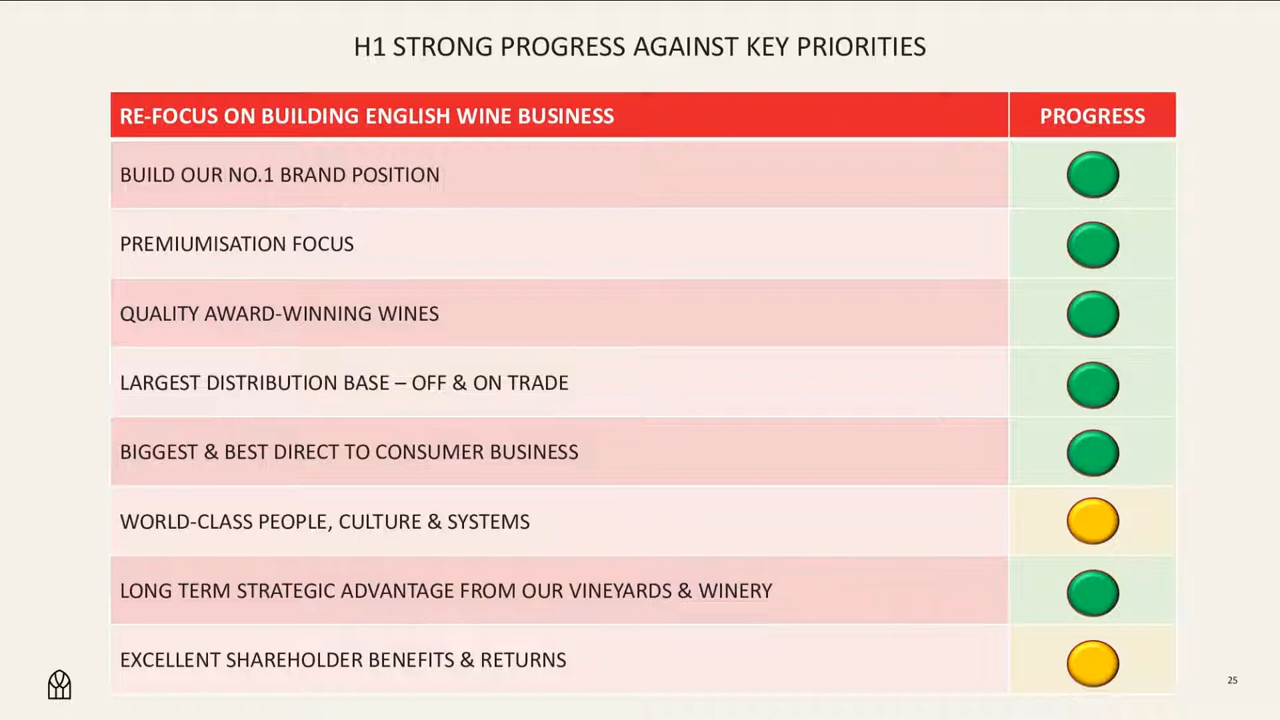 H1 STRONG PROGRESS AGAINST KEY PRIORITIES
RE-FOCUS ON BUILDING ENGLISH WINE BUSINESS
PROGRESS
BUILD OUR NO.1 BRAND POSITION
PREMIUMISATION FOCUS
QUALITY AWARD-WINNING WINES
LARGEST DISTRIBUTION BASE – OFF & ON TRADE
BIGGEST & BEST DIRECT TO CONSUMER BUSINESS
WORLD-CLASS PEOPLE, CULTURE & SYSTEMS
LONG TERM STRATEGIC ADVANTAGE FROM OUR VINEYARDS & WINERY
EXCELLENT SHAREHOLDER BENEFITS & RETURNS
25